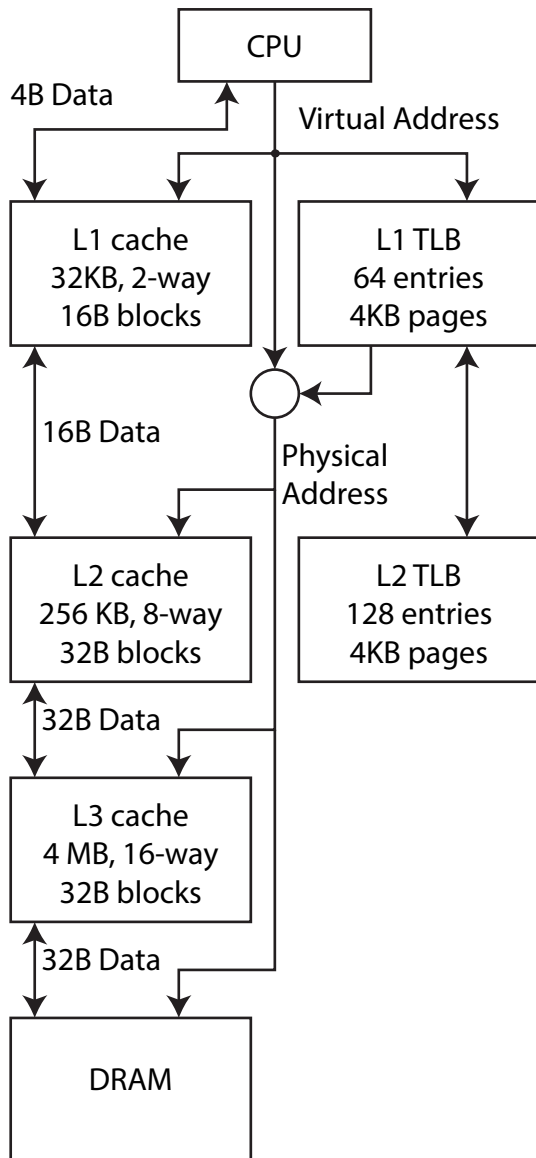 CPU
4B Data
Virtual Address
L1 cache
32KB, 2-way
16B blocks
L1 TLB
64 entries
4KB pages
16B Data
Physical
Address
L2 cache
256 KB, 8-way
32B blocks
L2 TLB
128 entries
4KB pages
32B Data
L3 cache
4 MB, 16-way
32B blocks
32B Data
DRAM